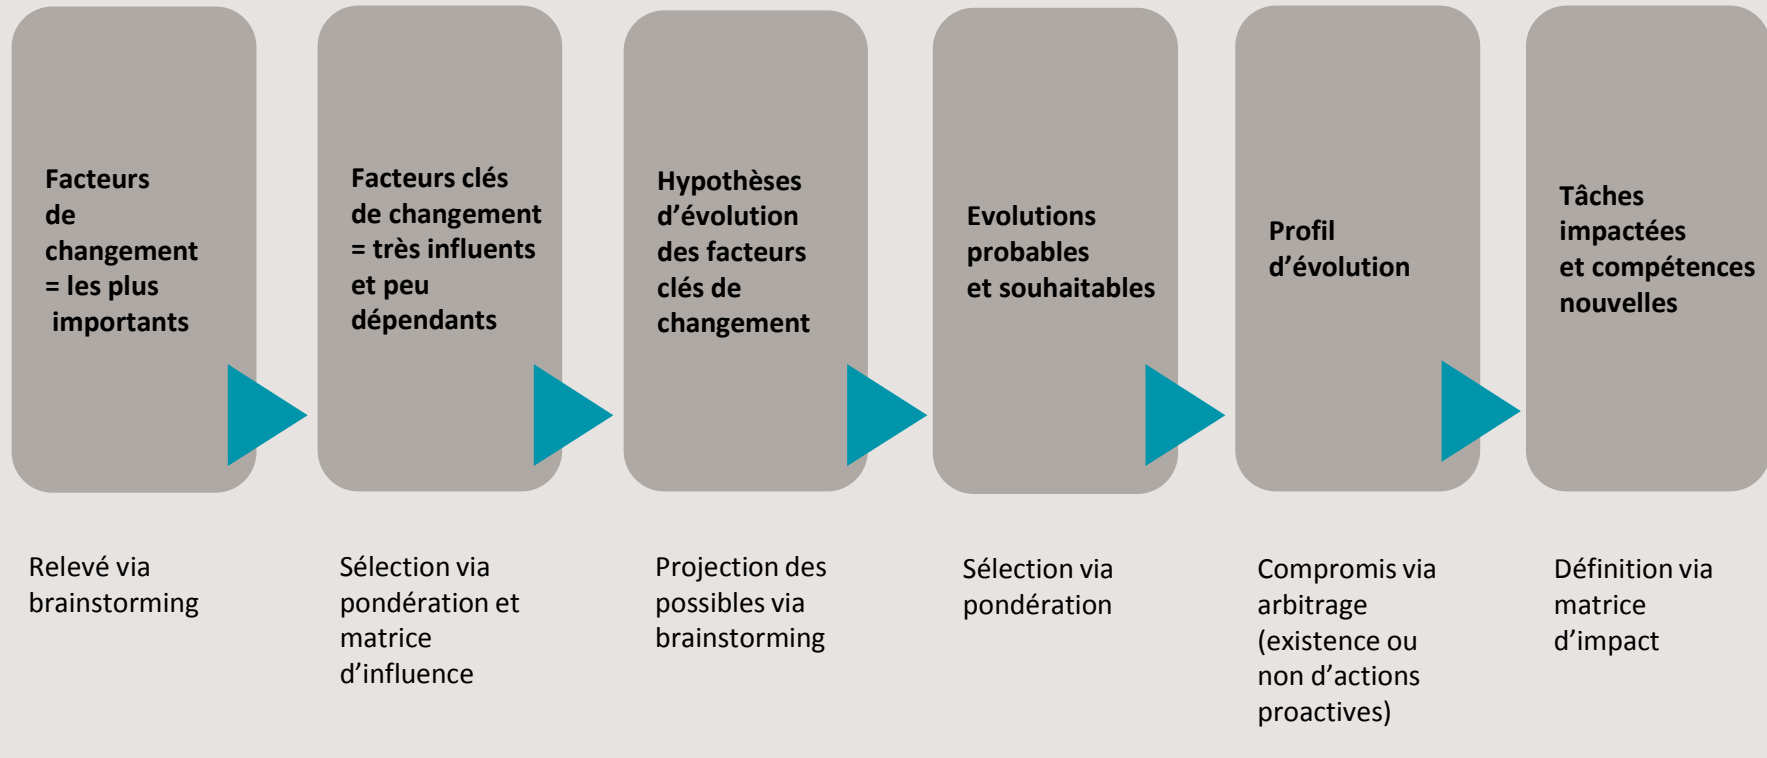 Facteurs
de
changement
= les plus
importants
Facteurs clés
de changement
= très influents
et peu
dépendants
Hypothèses
d’évolution
des facteurs
clés de
changement
Evolutions
probables
et souhaitables
Profil
d’évolution
Tâches
impactées
et compétences
nouvelles
Relevé via
brainstorming
Sélection via
pondération et
matrice
d’influence
Projection des
possibles via
brainstorming
Sélection via
pondération
Compromis via
arbitrage
(existence ou
non d’actions
proactives)
Définition via
matrice
d’impact